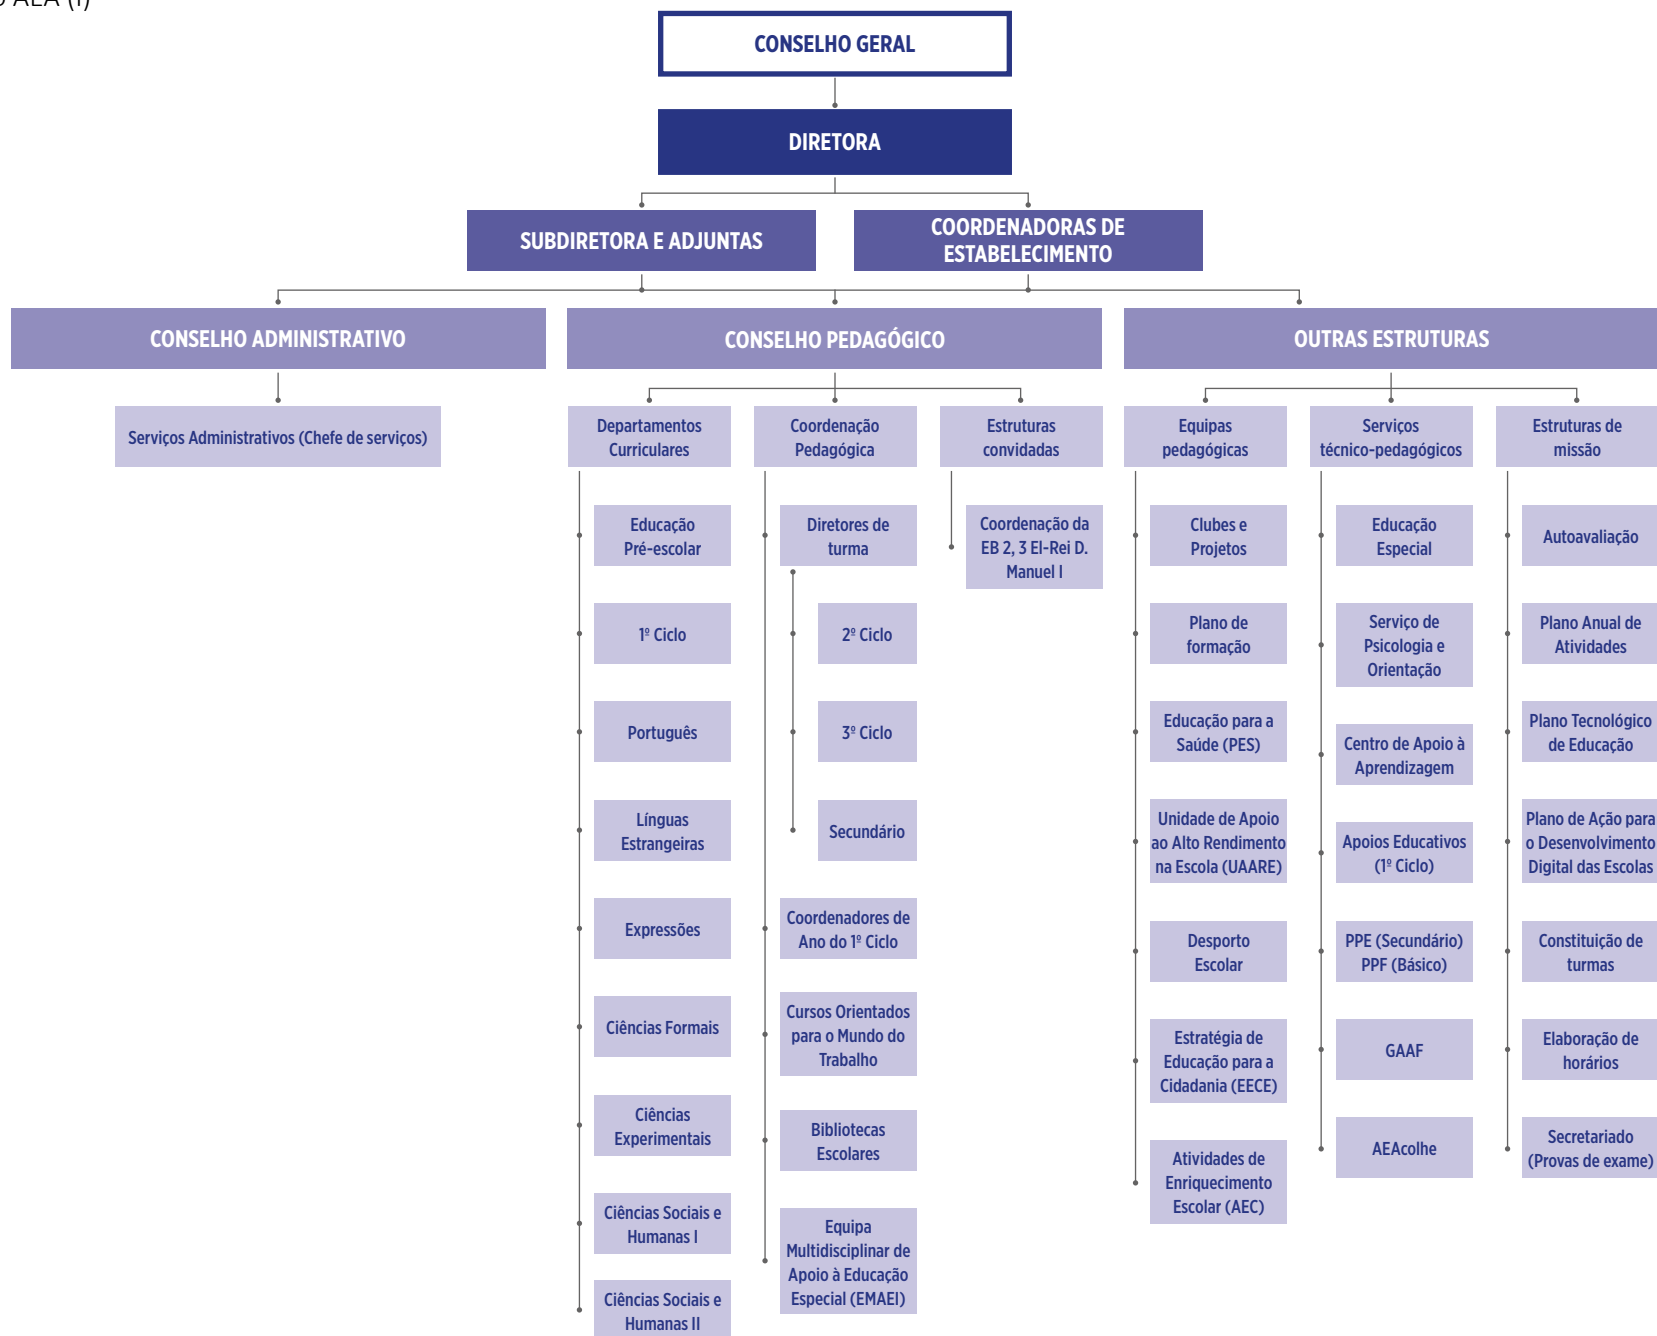 CONSELHO GERAL
DIRETORA
SUBDIRETORA E ADJUNTAS
COORDENADORAS DE
ESTABELECIMENTO
CONSELHO ADMINISTRATIVO
CONSELHO PEDAGÓGICO
OUTRAS ESTRUTURAS
Serviços Administrativos (Chefe de serviços)
Departamentos
Curriculares
Educação
Pré-escolar
1º Ciclo
Português
Línguas
Estrangeiras
Expressões
Ciências Formais
Ciências
Experimentais
Ciências Sociais e
Humanas I
Ciências Sociais e
Humanas II
Coordenação
Pedagógica
Diretores de
turma
2º Ciclo
3º Ciclo
Secundário
Coordenadores de
Ano do 1º Ciclo
Cursos Orientados
para o Mundo do
Trabalho
Bibliotecas
Escolares
Equipa
Multidisciplinar de
Apoio à Educação
Especial (EMAEI)
Estruturas
convidadas
Coordenação da
EB 2, 3 El-Rei D.
Manuel I
Equipas
pedagógicas
Clubes e
Projetos
Plano de
formação
Educação para a
Saúde (PES)
Unidade de Apoio
ao Alto Rendimento
na Escola (UAARE)
Desporto
Escolar
Estratégia de
Educação para a
Cidadania (EECE)
Atividades de
Enriquecimento
Escolar (AEC)
Serviços
técnico-pedagógicos
Educação
Especial
Serviço de
Psicologia e
Orientação
Centro de Apoio à
Aprendizagem
Apoios Educativos
(1º Ciclo)
PPE (Secundário)
PPF (Básico)
GAAF
AEAcolhe
Estruturas de
missão
Autoavaliação
Plano Anual de
Atividades
Plano Tecnológico
de Educação
Plano de Ação para
o Desenvolvimento
Digital das Escolas
Constituição de
turmas
Elaboração de
horários
Secretariado
(Provas de exame)